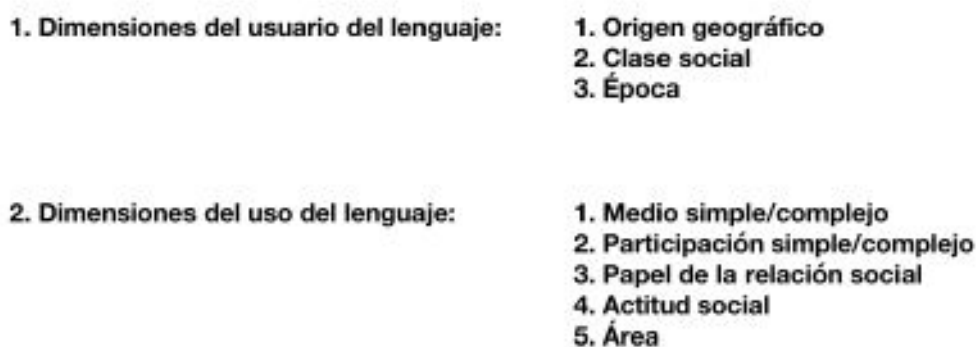 1. Dimensiones del usuario del lenguaje: 1. Origen geográfico
2. Clase social
3. Época
2. Dimensiones del uso del lenguaje: 1. Medio simple/complejo
2. Participación simple/complejo
3. Papel de la relación social
4. Actitud social
5. Área